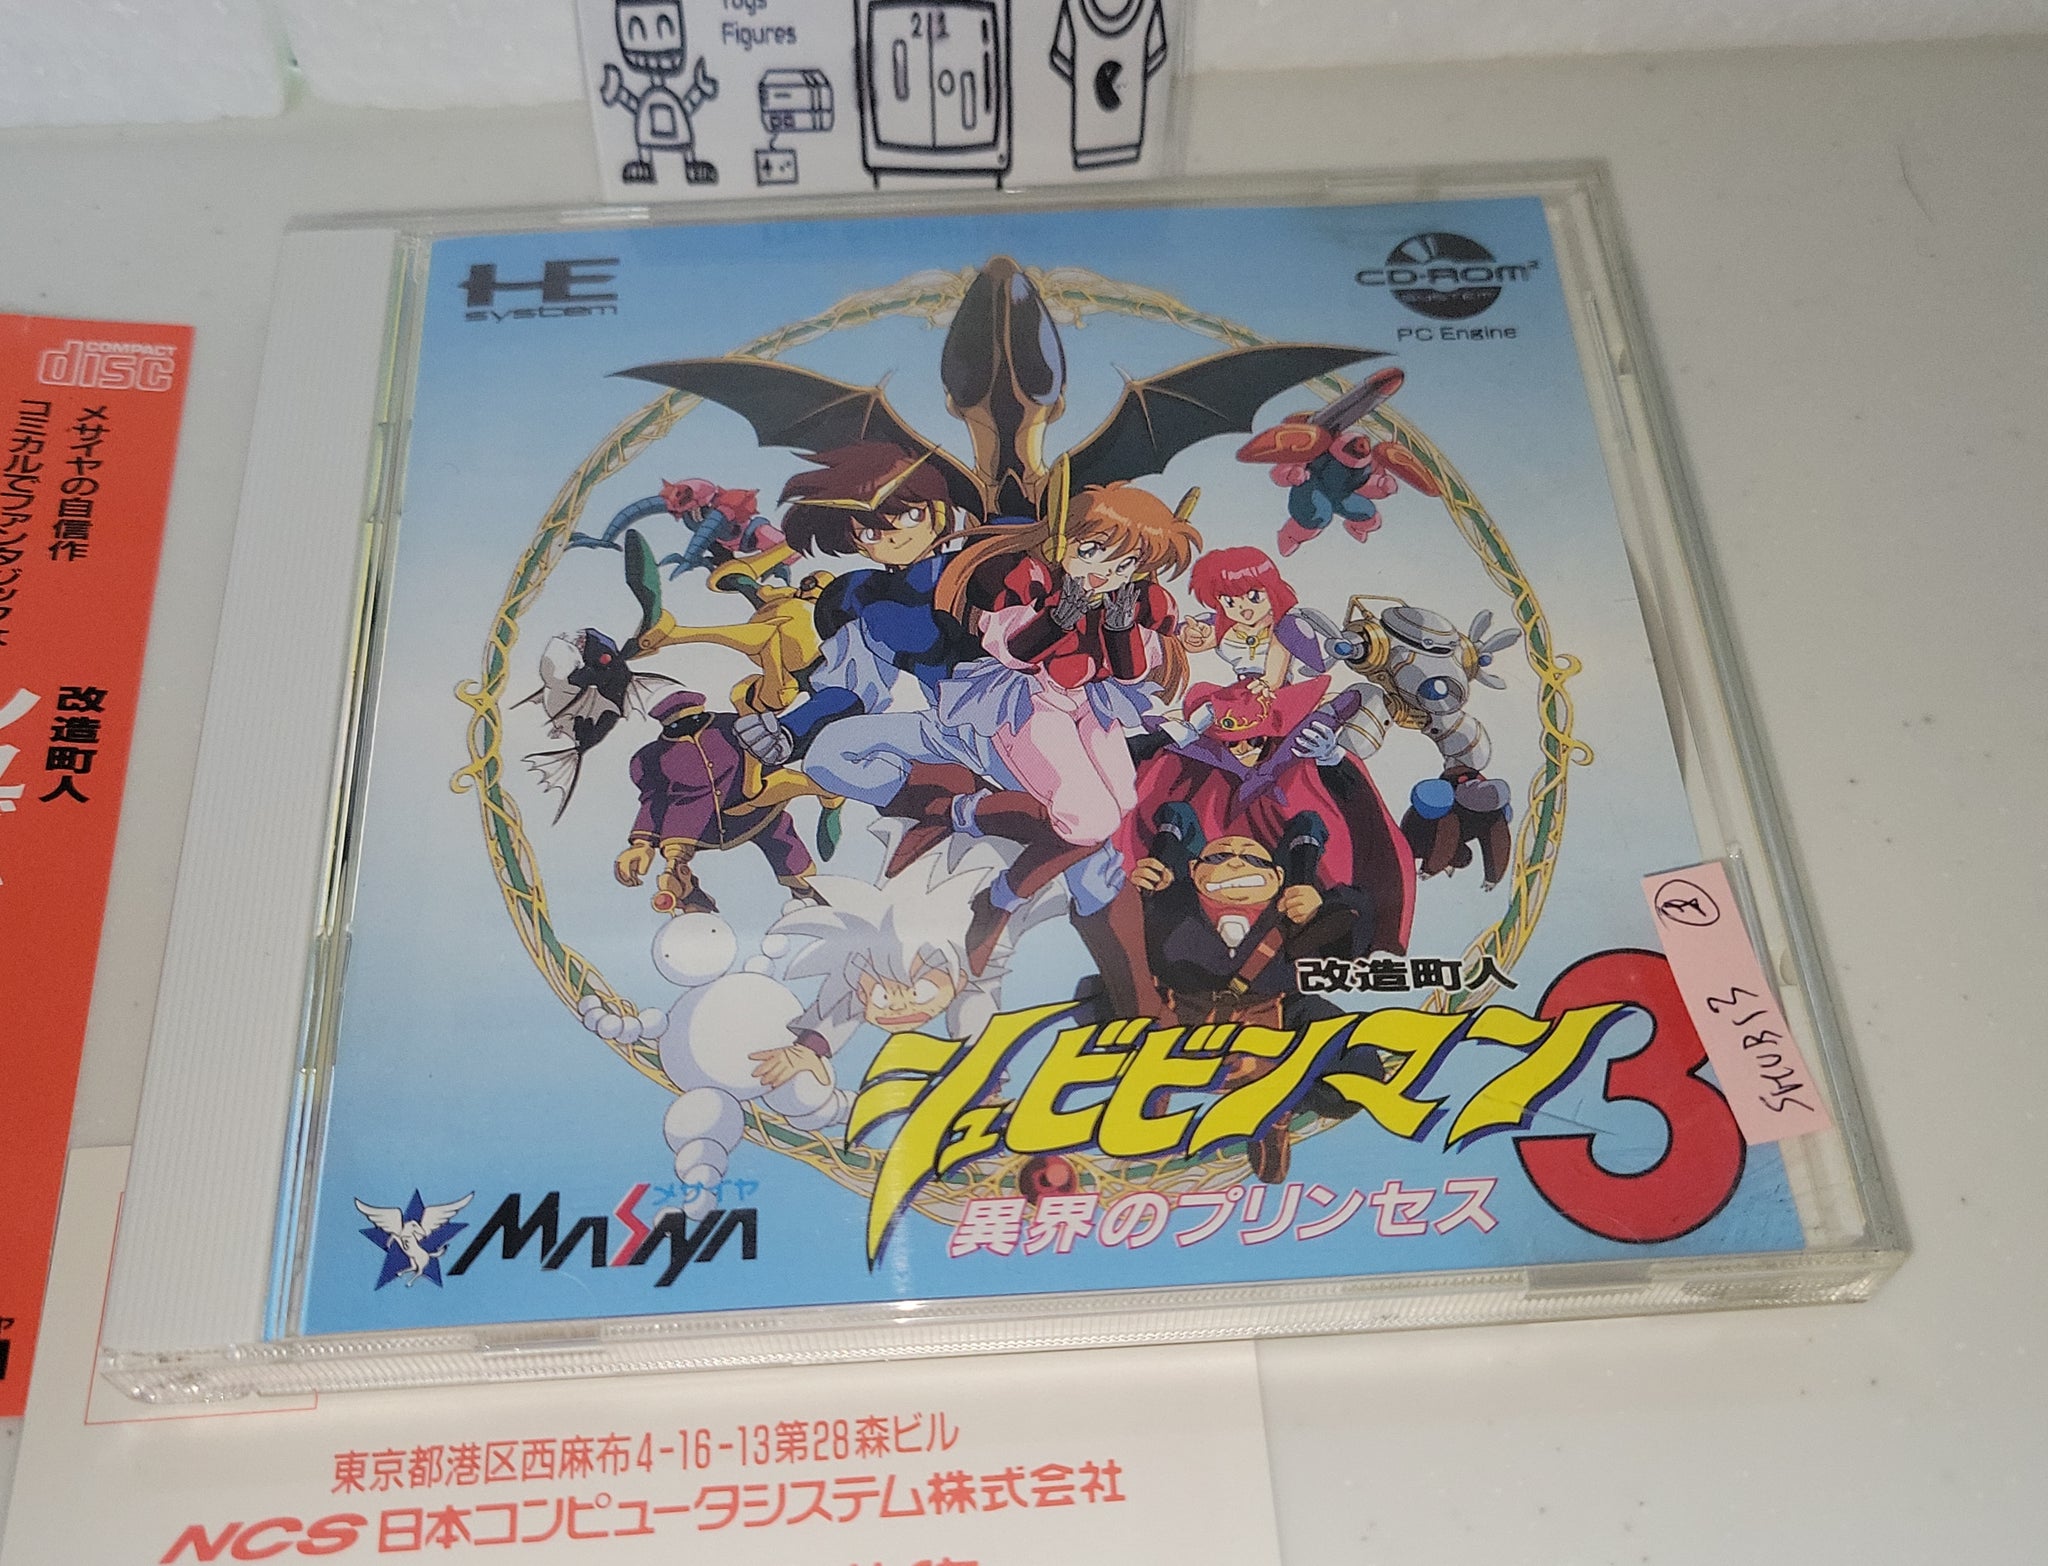 Figures
21
HE
system
CD-ROM²
PC Engine
COMPACT
disc
メサイヤの自信作
コミカルでファンタジックな
改造町人
改造町人
シュビビンマン3
異界のプリンセス
メサイヤ
MASAYA
SHUBI 3
東京都港区西麻布4-16-13第28森ビル
NCS 日本コンピュータシステム株式会社